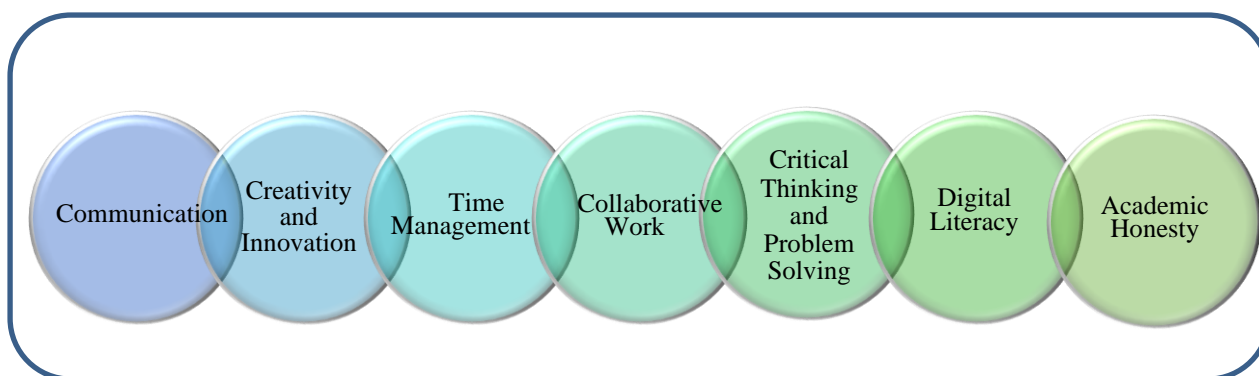 Communication
Creativity
and
Innovation
Time
Management
Collaborative
Work
Critical
Thinking
and
Problem
Solving
Digital
Literacy
Academic
Honesty